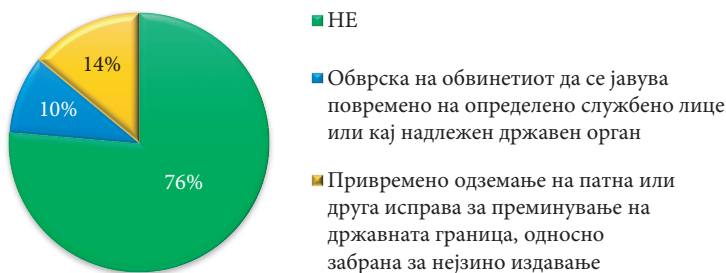 НЕ
14%
Обврска на обвинетиот да се јавува
повремено на определено службено лице
или кај надлежен државен орган
10%
76%
Привремено одземање на патна или
друга исправа за преминување на
државната граница, односно
забрана за нејзино издавање